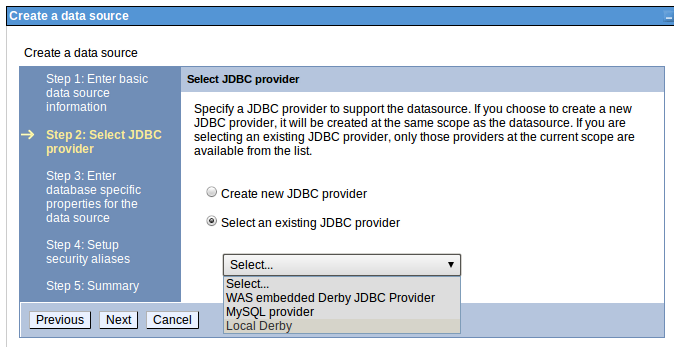 Create a data source
Create a data source
Step 1: Enter basic
data source
information
Step 2: Select JDBC
provider
Step 3: Enter
database specific
properties for the
data source
Step 4: Setup
security aliases
Step 5: Summary
Select JDBC provider
Specify a JDBC provider to support the datasource. If you choose to create a new
JDBC provider, it will be created at the same scope as the datasource. If you are
selecting an existing JDBC provider, only those providers at the current scope are
available from the list.
Create new JDBC provider
Select an existing JDBC provider
Select...
Select...
WAS embedded Derby JDBC Provider
MySQL provider
Local Derby
Previous Next Cancel